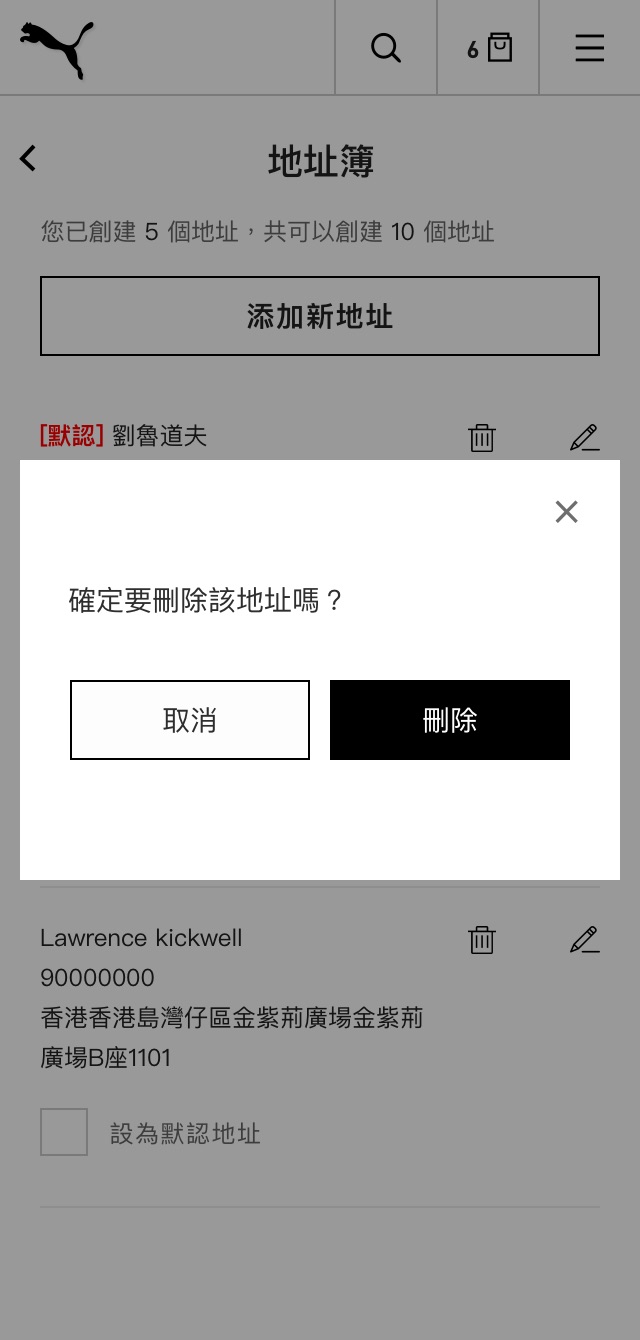 6
地址簿
您已創建 5 個地址，共可以創建 10 個地址
添加新地址
[默認] 劉魯道夫
確定要刪除該地址嗎？
取消
刪除
Lawrence kickwell
90000000
香港香港島灣仔區金紫荊廣場金紫荊
廣場B座1101
設為默認地址